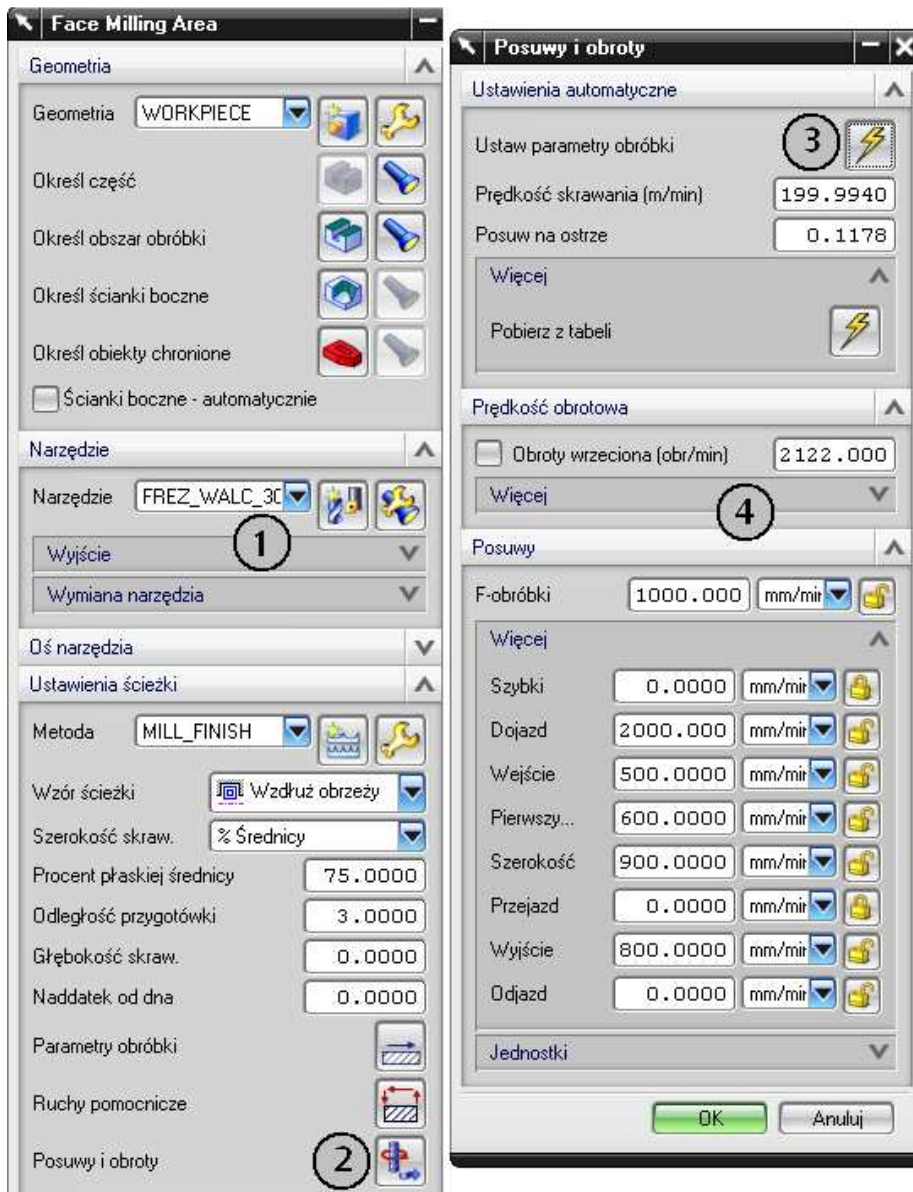 Face Milling Area
Geometria
Geometria WORKPIECE
Określ część
Określ obszar obróbki
Określ ścianki boczne
Określ obiekty chronione
Ścianki boczne - automatycznie
Narzędzie
Narzędzie FREZ_WALC_30
1
Wyjście
Wymiana narzędzia
Oś narzędzia
Ustawienia ścieżki
Metoda MILL_FINISH
Wzór ścieżki Wzdłuż obrzeży
Szerokość skraw. % Średnicy
Procent płaskiej średnicy 75.0000
Odległość przygotówki 3.0000
Głębokość skraw. 0.0000
Naddatek od dna 0.0000
Parametry obróbki
Ruchy pomocnicze
Posuwy i obroty 2
Posuwy i obroty
Ustawienia automatyczne
Ustaw parametry obróbki 3
Prędkość skrawania (m/min) 199.9940
Posuw na ostrze 0.1178
Więcej
Pobierz z tabeli
Prędkość obrotowa
Obroty wrzeciona (obr/min) 2122.000
Więcej 4
Posuwy
F-obróbki 1000.000 mm/min
Więcej
Szybki 0.0000 mm/min
Dojazd 2000.000 mm/min
Wejście 500.0000 mm/min
Pierwszy... 600.0000 mm/min
Szerokość 900.0000 mm/min
Przejazd 0.0000 mm/min
Wyjście 800.0000 mm/min
Odjazd 0.0000 mm/min
Jednostki
OK Anuluj